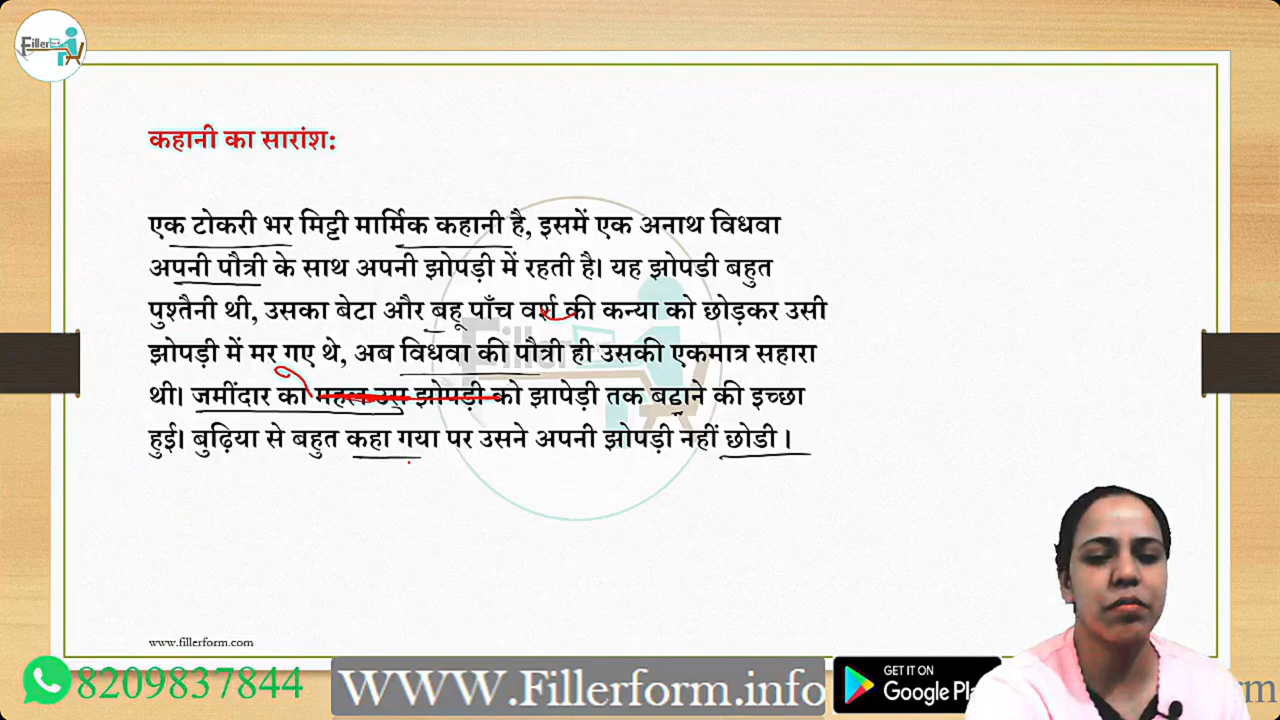 Filler
कहानी का सारांश:
एक टोकरी भर मिट्टी मार्मिक कहानी है, इसमें एक अनाथ विधवा
अपनी पौत्री के साथ अपनी झोपड़ी में रहती है। यह झोपडी बहुत
पुश्तैनी थी, उसका बेटा और बहू पाँच वर्श की कन्या को छोड़कर उसी
झोपड़ी में मर गए थे, अब विधवा की पौत्री ही उसकी एकमात्र सहारा
थी। जमींदार को महल उस झोपड़ी को झापेड़ी तक बढ़ाने की इच्छा
हुई। बुढ़िया से बहुत कहा गया पर उसने अपनी झोपड़ी नहीं छोडी ।
www.fillerform.com
8209837844
WWW.Fillerform.info
GET IT ON
Google Pla
rm